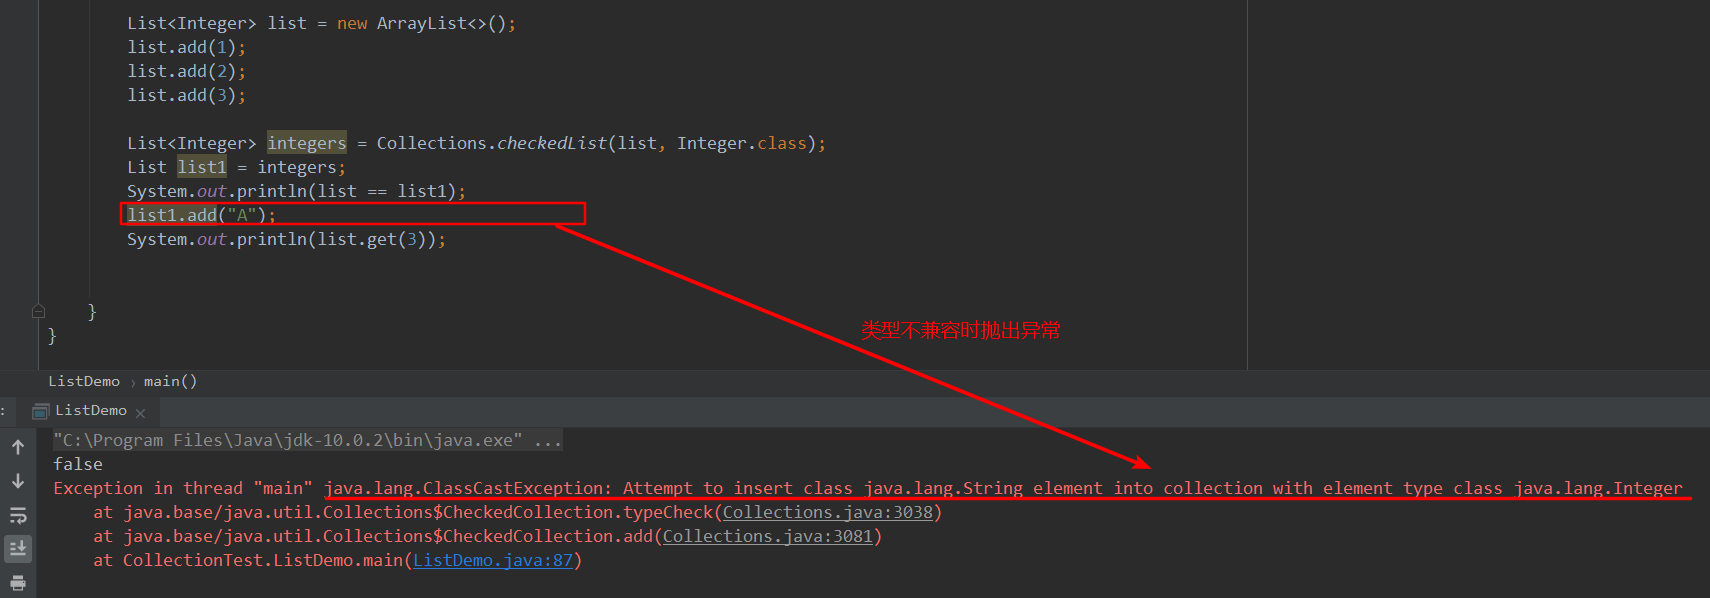 List<Integer> list = new ArrayList<>();
list.add(1);
list.add(2);
list.add(3);
List<Integer> integers = Collections.checkedList(list, Integer.class);
List list1 = integers;
System.out.println(list == list1);
list1.add("A");
System.out.println(list.get(3));
}
}
类型不兼容时抛出异常
ListDemo › main()
: ListDemo ×
"C:\Program Files\Java\jdk-10.0.2\bin\java.exe" ...
false
Exception in thread "main" java.lang.ClassCastException: Attempt to insert class java.lang.String element into collection with element type class java.lang.Integer
at java.base/java.util.Collections$CheckedCollection.typeCheck(Collections.java:3038)
at java.base/java.util.Collections$CheckedCollection.add(Collections.java:3081)
at CollectionTest.ListDemo.main(ListDemo.java:87)